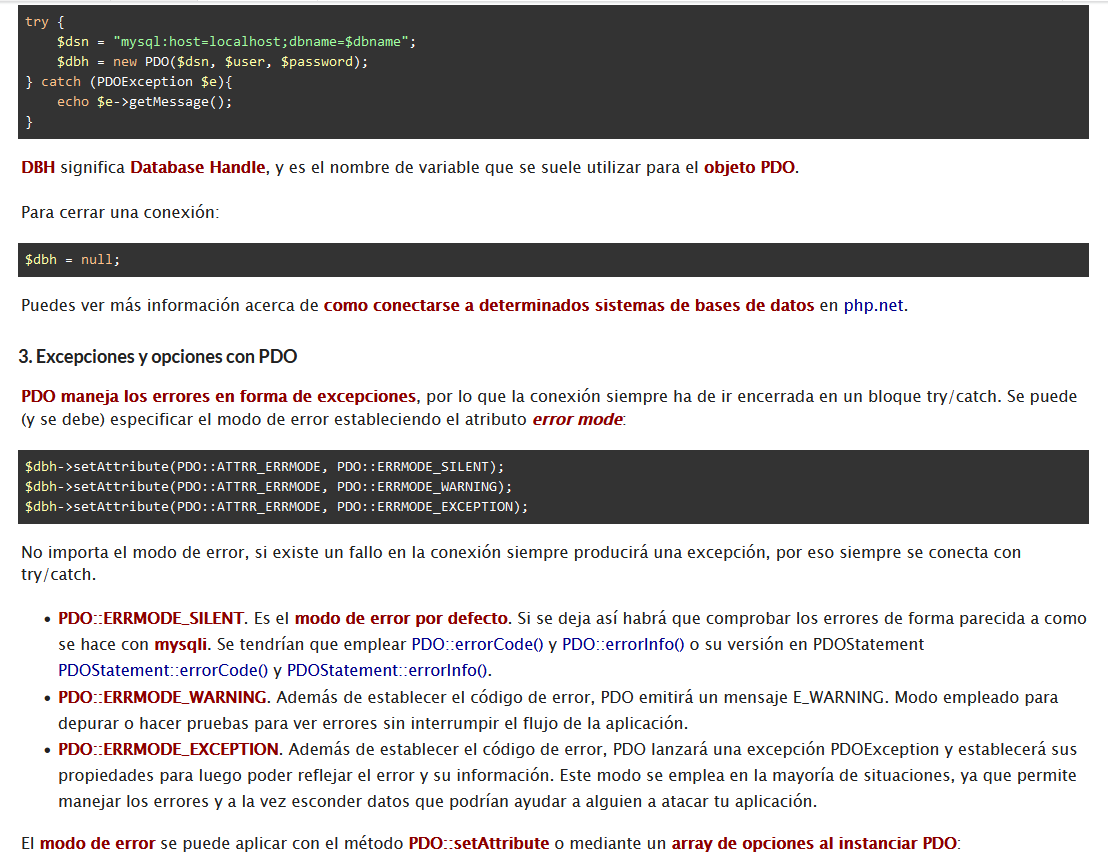 try {
    $dsn = "mysql:host=localhost;dbname=$dbname";
    $dbh = new PDO($dsn, $user, $password);
} catch (PDOException $e){
    echo $e->getMessage();
}
DBH significa Database Handle, y es el nombre de variable que se suele utilizar para el objeto PDO.
Para cerrar una conexión:
$dbh = null;
Puedes ver más información acerca de como conectarse a determinados sistemas de bases de datos en php.net.
3. Excepciones y opciones con PDO
PDO maneja los errores en forma de excepciones, por lo que la conexión siempre ha de ir encerrada en un bloque try/catch. Se puede
(y se debe) especificar el modo de error estableciendo el atributo error mode:
$dbh->setAttribute(PDO::ATTRR_ERRMODE, PDO::ERRMODE_SILENT);
$dbh->setAttribute(PDO::ATTRR_ERRMODE, PDO::ERRMODE_WARNING);
$dbh->setAttribute(PDO::ATTRR_ERRMODE, PDO::ERRMODE_EXCEPTION);
No importa el modo de error, si existe un fallo en la conexión siempre producirá una excepción, por eso siempre se conecta con
try/catch.
• PDO::ERRMODE_SILENT. Es el modo de error por defecto. Si se deja así habrá que comprobar los errores de forma parecida a como
se hace con mysqli. Se tendrían que emplear PDO::errorCode() y PDO::errorInfo() o su versión en PDOStatement
PDOStatement::errorCode() y PDOStatement::errorInfo().
• PDO::ERRMODE_WARNING. Además de establecer el código de error, PDO emitirá un mensaje E_WARNING. Modo empleado para
depurar o hacer pruebas para ver errores sin interrumpir el flujo de la aplicación.
• PDO::ERRMODE_EXCEPTION. Además de establecer el código de error, PDO lanzará una excepción PDOException y establecerá sus
propiedades para luego poder reflejar el error y su información. Este modo se emplea en la mayoría de situaciones, ya que permite
manejar los errores y a la vez esconder datos que podrían ayudar a alguien a atacar tu aplicación.
El modo de error se puede aplicar con el método PDO::setAttribute o mediante un array de opciones al instanciar PDO: